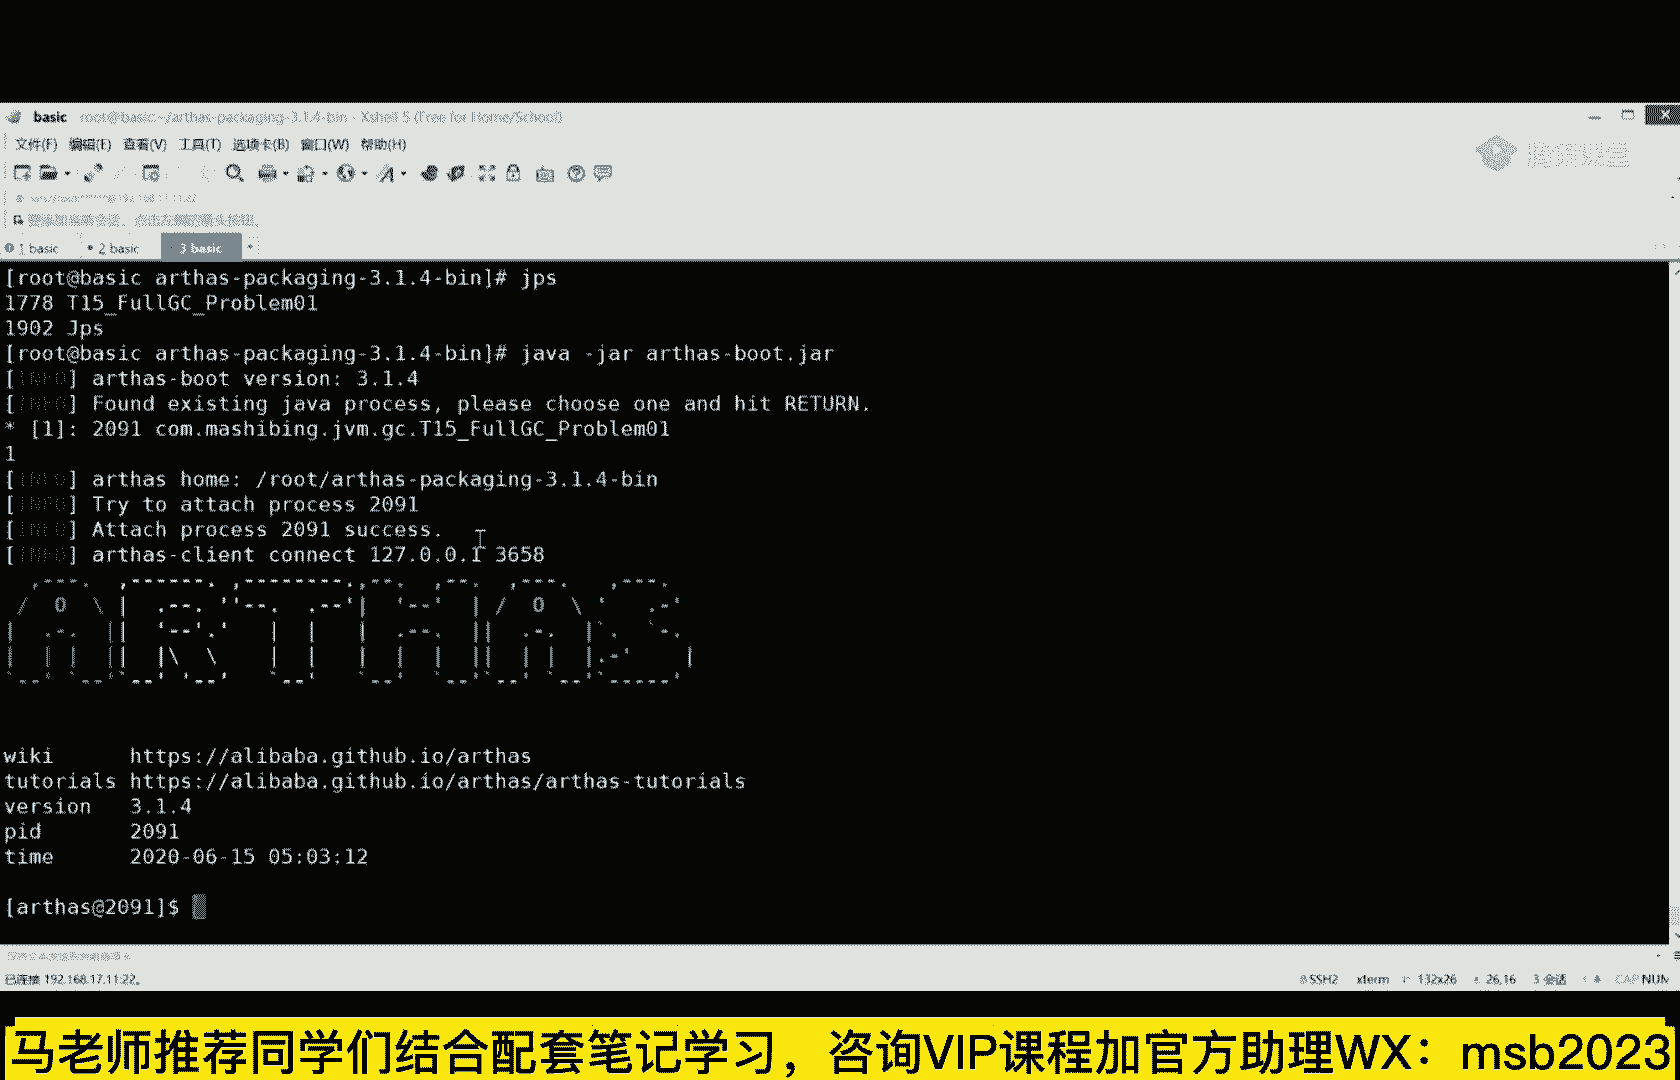 basic root@basic:~/arthas-packaging-3.1.4-bin - Xshell 5 (Free for Home/School)
文件(F) 编辑(E) 查看(V) 工具(T) 选项卡(B) 窗口(W) 帮助(H)
1 basic 2 basic 3 basic
[root@basic arthas-packaging-3.1.4-bin]# jps
1778 T15_FullGC_Problem01
1902 Jps
[root@basic arthas-packaging-3.1.4-bin]# java -jar arthas-boot.jar
[INFO] arthas-boot version: 3.1.4
[INFO] Found existing java process, please choose one and hit RETURN.
* [1]: 2091 com.mashibing.jvm.gc.T15_FullGC_Problem01
1
[INFO] arthas home: /root/arthas-packaging-3.1.4-bin
[INFO] Try to attach process 2091
[INFO] Attach process 2091 success.
[INFO] arthas-client connect 127.0.0.1 3658
ARTHAS
wiki https://alibaba.github.io/arthas
tutorials https://alibaba.github.io/arthas/arthas-tutorials
version 3.1.4
pid 2091
time 2020-06-15 05:03:12
[arthas@2091]$
已连接 192.168.17.11:22。 SSH2 xterm 132x26 26,16 3 会话 CAP NUM
马老师推荐同学们结合配套笔记学习，咨询VIP课程加官方助理WX：msb2023